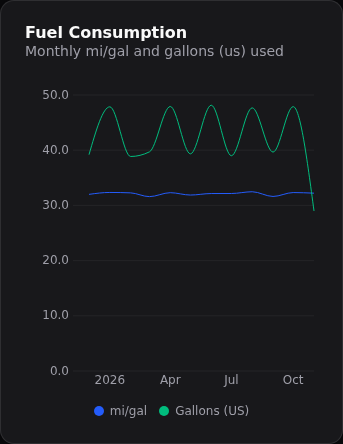 Fuel Consumption
Monthly mi/gal and gallons (us) used
50.0
40.0
30.0
20.0
10.0
0.0
2026 Apr Jul Oct
mi/gal Gallons (US)